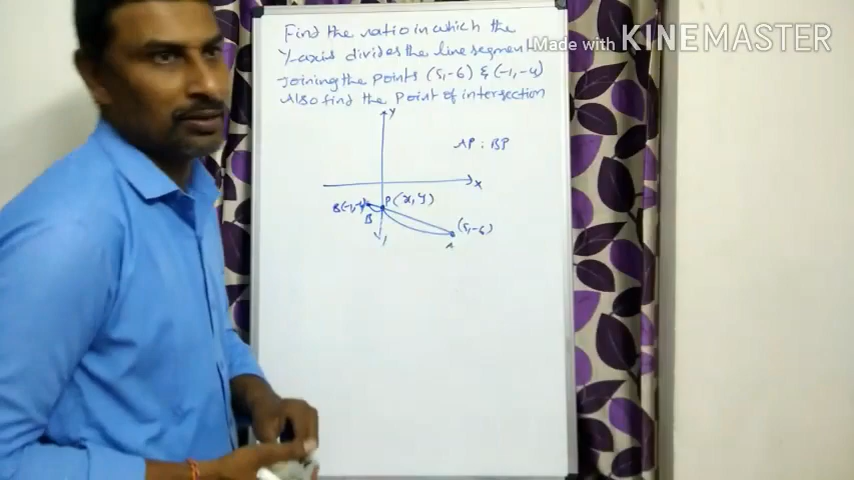 Find the ratio in which the
Y-axis divides the line segment
Joining the points (5,-6) & (-1,-4)
Also find the Point of intersection
Made with KINEMASTER
Y
AP : BP
X
B(-1,-4) P(x,y)
B
(5,-6)
A